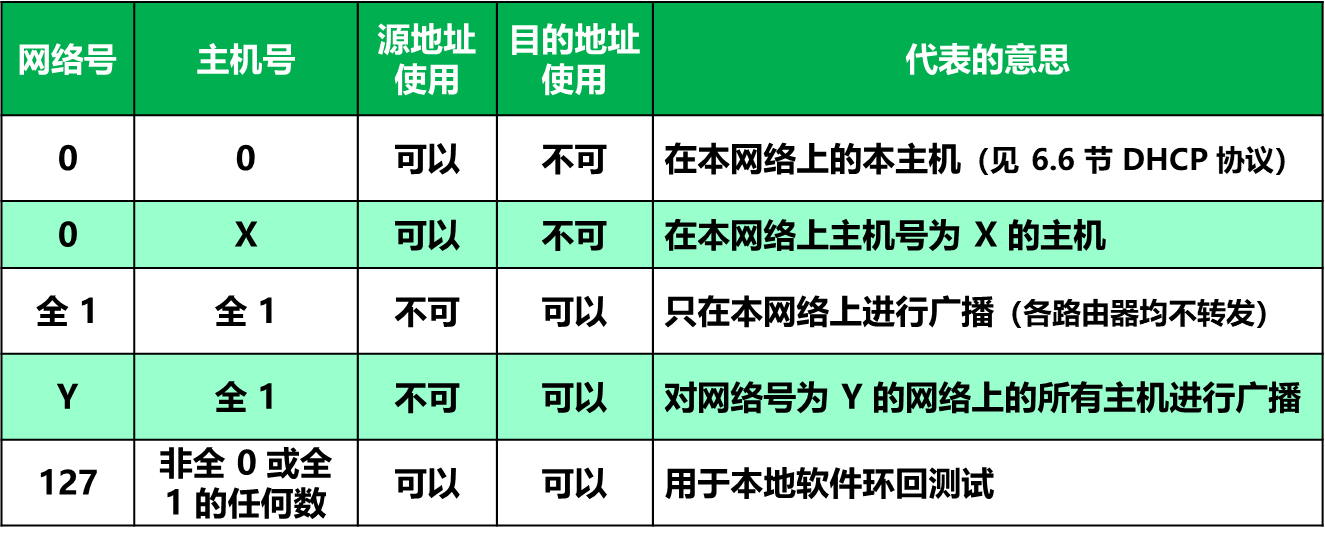 网络号 主机号 源地址使用 目的地址使用 代表的意思
0 0 可以 不可 在本网络上的本主机（见 6.6 节 DHCP 协议）
0 X 可以 不可 在本网络上主机号为 X 的主机
全 1 全 1 不可 可以 只在本网络上进行广播（各路由器均不转发）
Y 全 1 不可 可以 对网络号为 Y 的网络上的所有主机进行广播
127 非全 0 或全 1 的任何数 可以 可以 用于本地软件环回测试